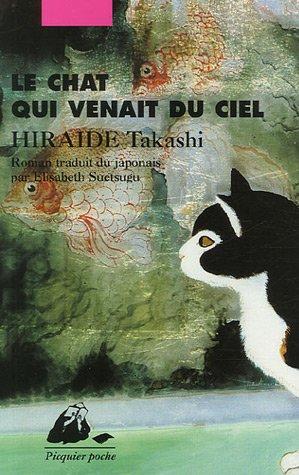 LE CHAT
QUI VENAIT DU CIEL
HIRAIDE Takashi
Roman traduit du japonais
par Elisabeth Suetsugu
Picquier poche